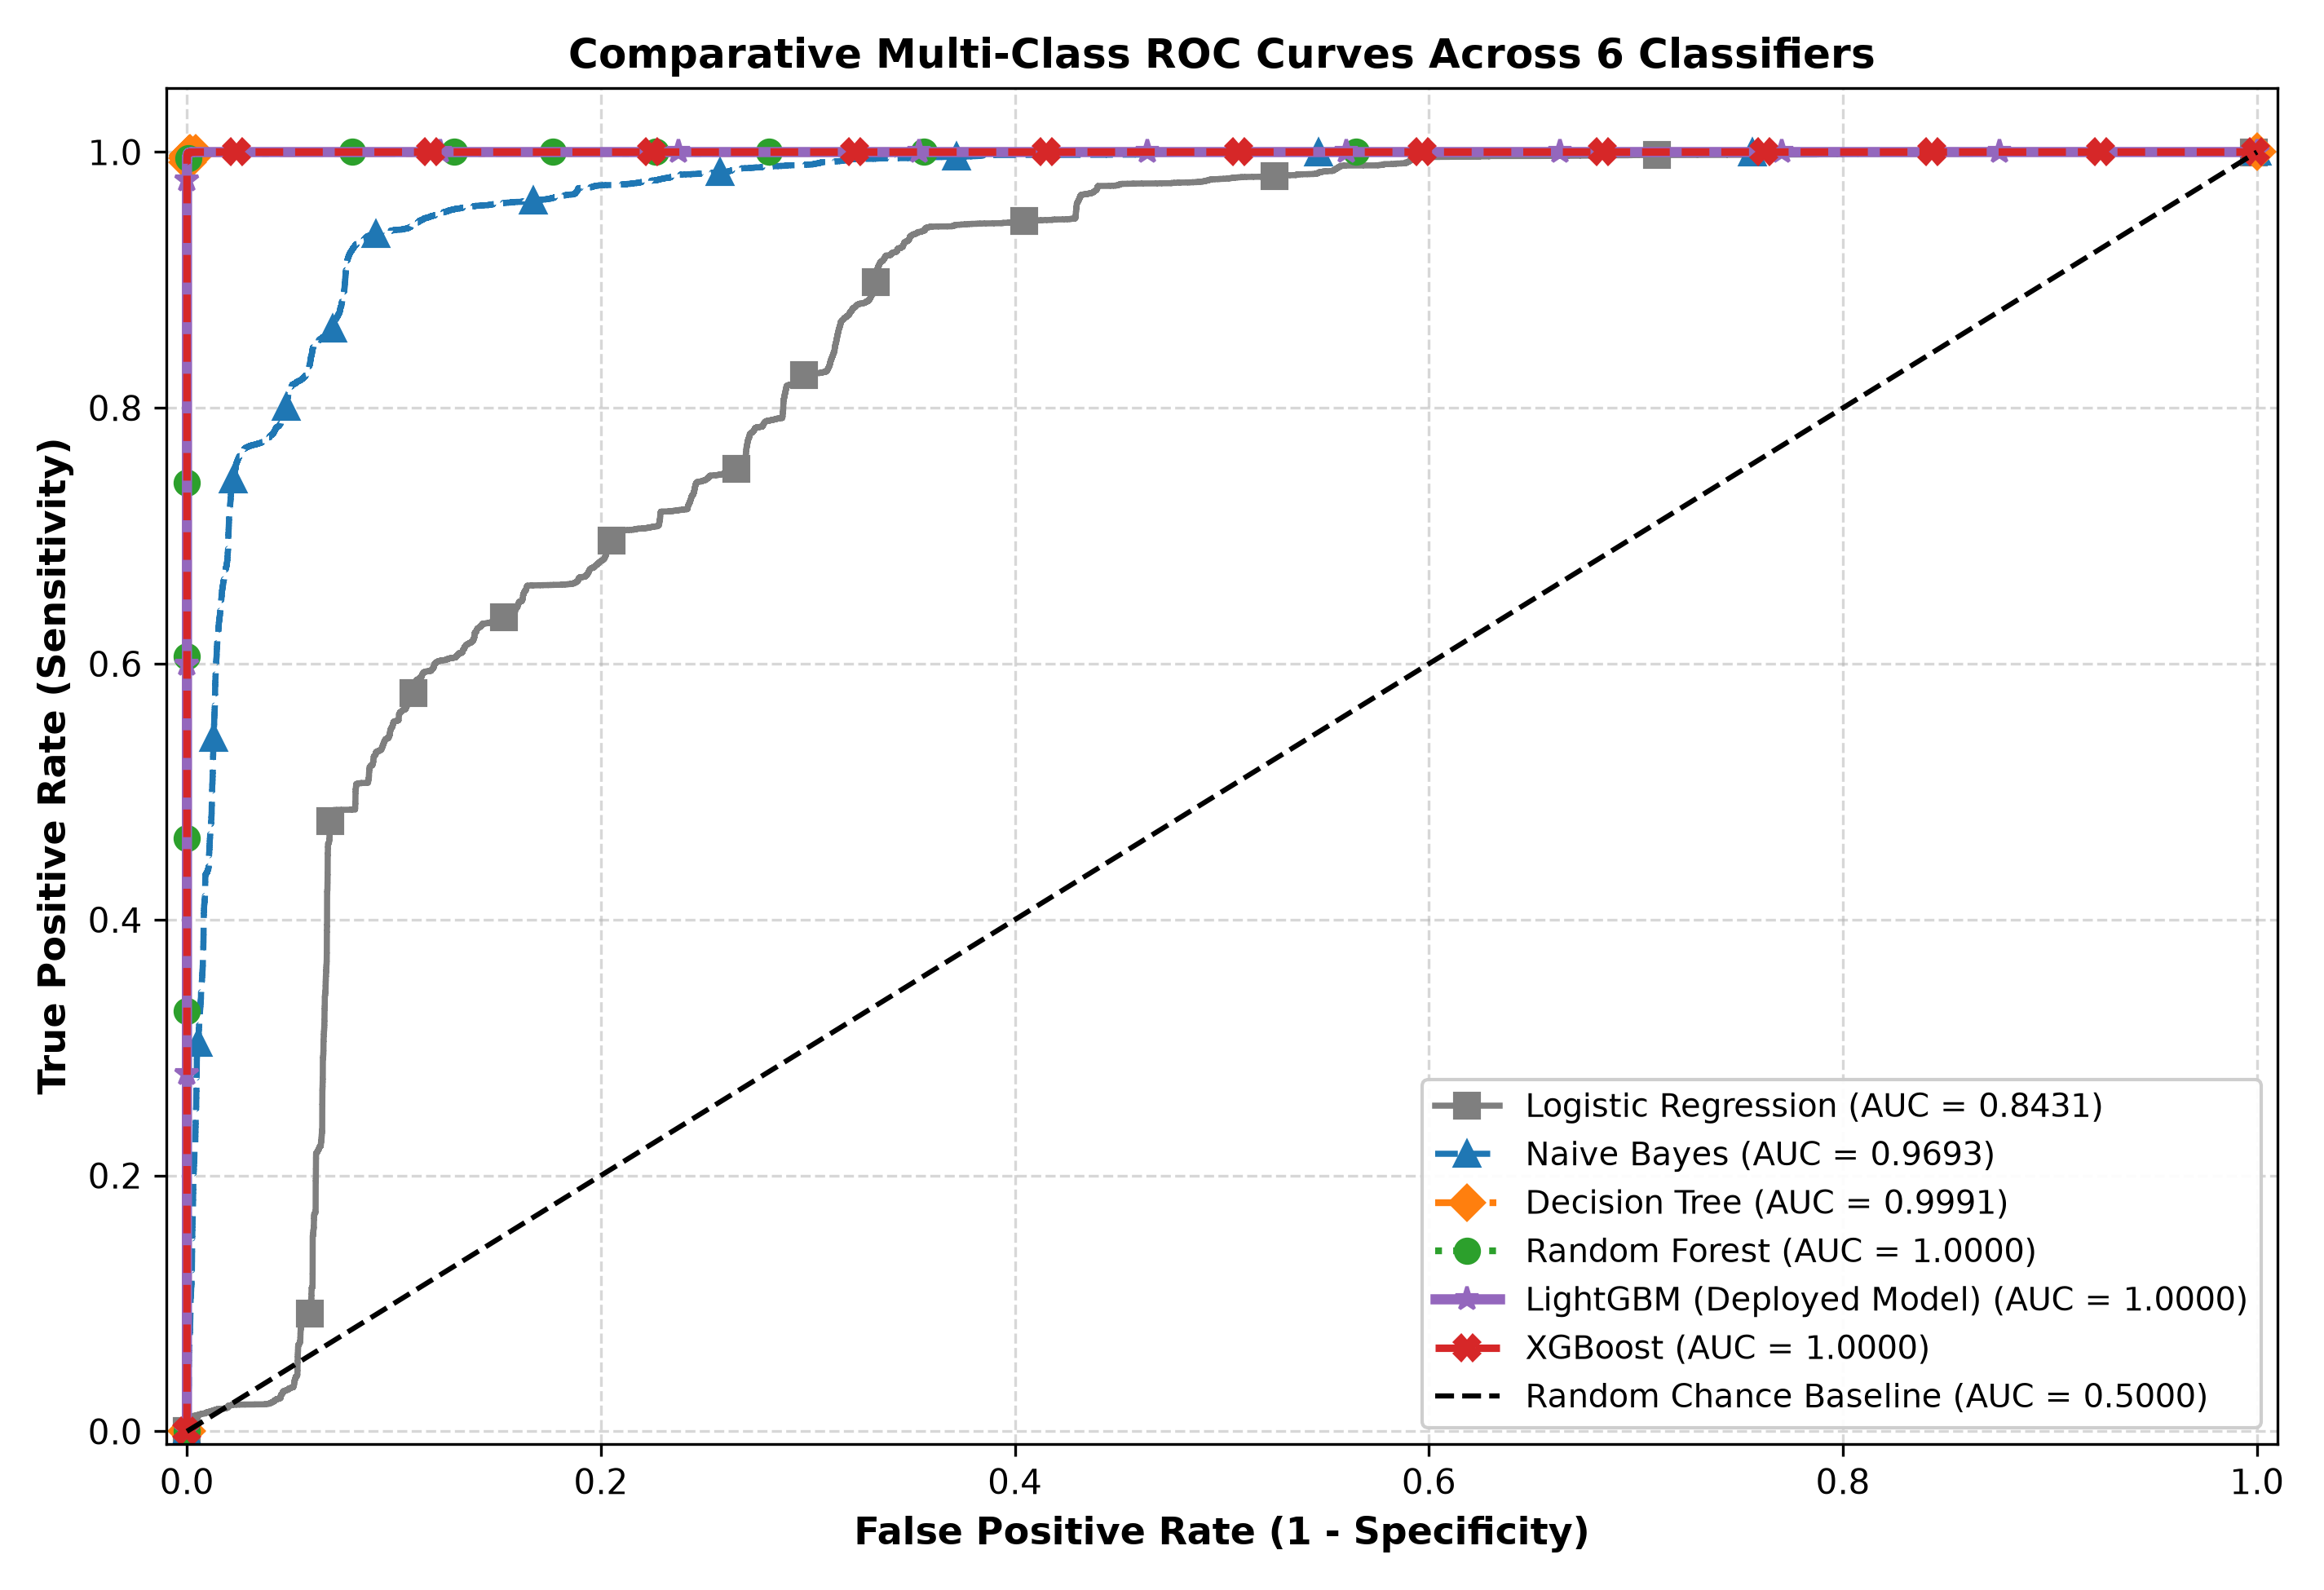 Comparative Multi-Class ROC Curves Across 6 Classifiers
True Positive Rate (Sensitivity)
1.0
0.8
0.6
0.4
0.2
0.0
Logistic Regression (AUC = 0.8431)
Naive Bayes (AUC = 0.9693)
Decision Tree (AUC = 0.9991)
Random Forest (AUC = 1.0000)
LightGBM (Deployed Model) (AUC = 1.0000)
XGBoost (AUC = 1.0000)
Random Chance Baseline (AUC = 0.5000)
0.0 0.2 0.4 0.6 0.8 1.0
False Positive Rate (1 - Specificity)